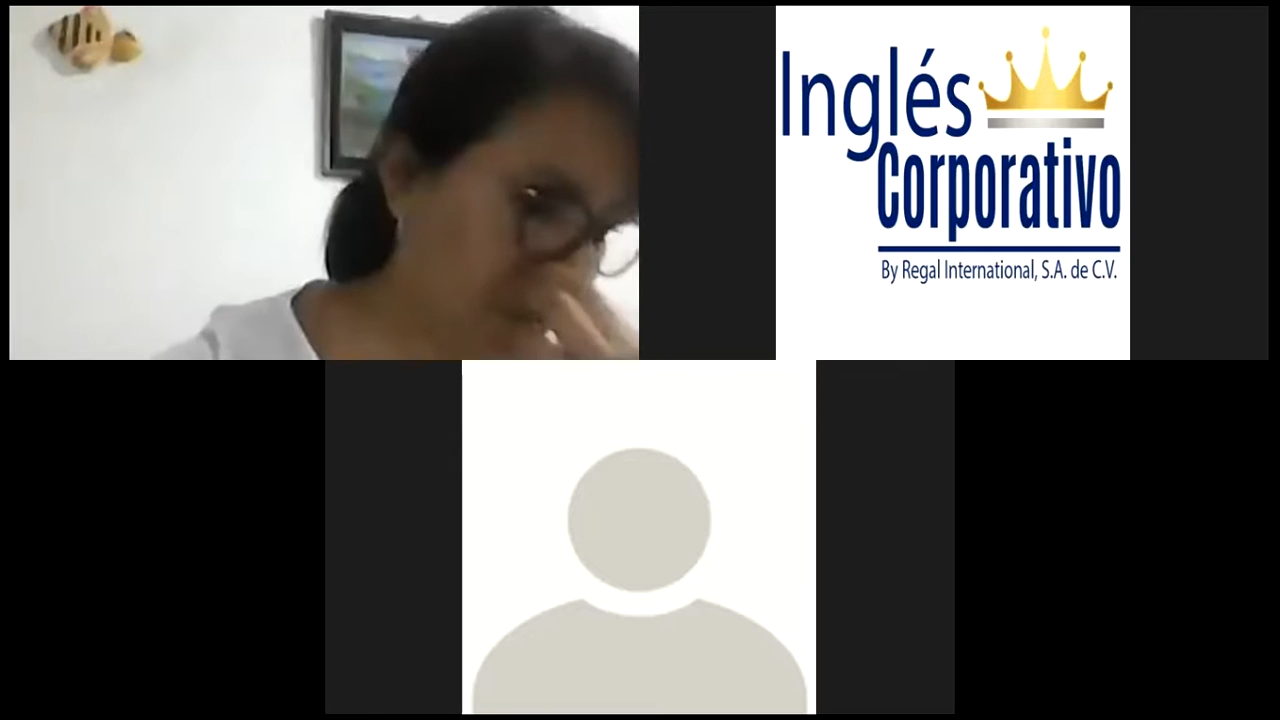 Inglés
Corporativo
By Regal International, S.A. de C.V.